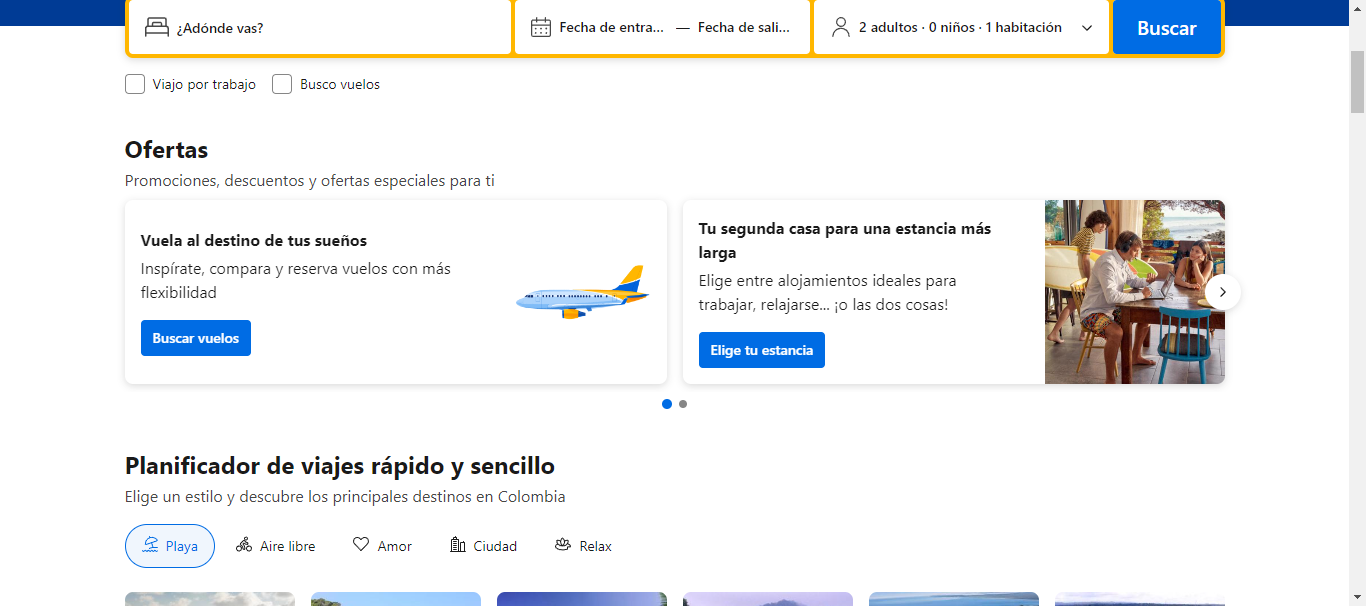 ¿Adónde vas?
Fecha de entra... — Fecha de sali...
2 adultos · 0 niños · 1 habitación
Buscar
Viajo por trabajo
Busco vuelos
Ofertas
Promociones, descuentos y ofertas especiales para ti
Vuela al destino de tus sueños
Inspírate, compara y reserva vuelos con más
flexibilidad
Buscar vuelos
Tu segunda casa para una estancia más
larga
Elige entre alojamientos ideales para
trabajar, relajarse... ¡o las dos cosas!
Elige tu estancia
Planificador de viajes rápido y sencillo
Elige un estilo y descubre los principales destinos en Colombia
Playa
Aire libre
Amor
Ciudad
Relax